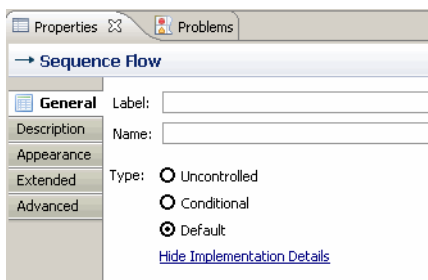 Properties Problems
Sequence Flow
General
Description
Appearance
Extended
Advanced
Label:
Name:
Type: Uncontrolled
Conditional
Default
Hide Implementation Details